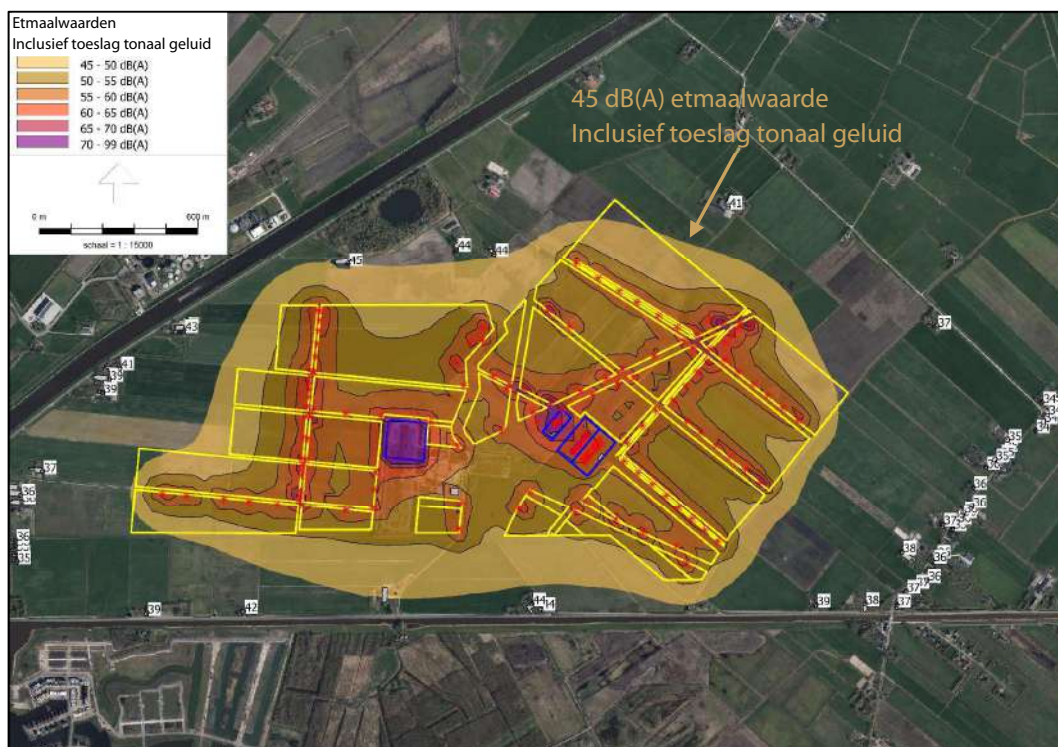 Etmaalwaarden
Inclusief toeslag tonaal geluid
45 - 50 dB(A)
50 - 55 dB(A)
55 - 60 dB(A)
60 - 65 dB(A)
65 - 70 dB(A)
70 - 99 dB(A)
0 m
600 m
schaal = 1 : 15000
45 dB(A) etmaalwaarde
Inclusief toeslag tonaal geluid
41
44
44
45
43
37
41
39
39
34
35
37
36
36
36
35
36
37
38
36
36
37
39
42
44
39
38
37